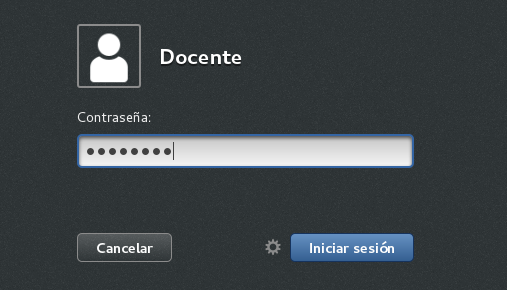 Docente
Contraseña:
••••••••
Cancelar
Iniciar sesión